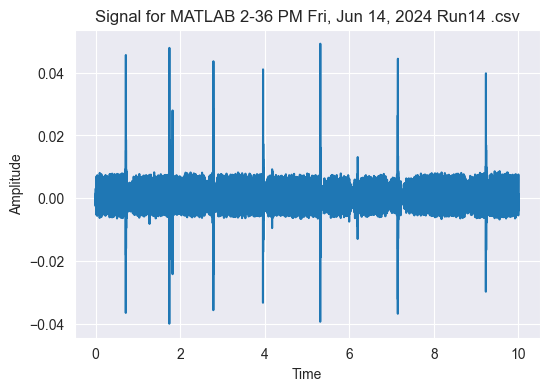 Signal for MATLAB 2-36 PM Fri, Jun 14, 2024 Run14 .csv
0.04
0.02
0.00
−0.02
−0.04
Amplitude
0 2 4 6 8 10
Time